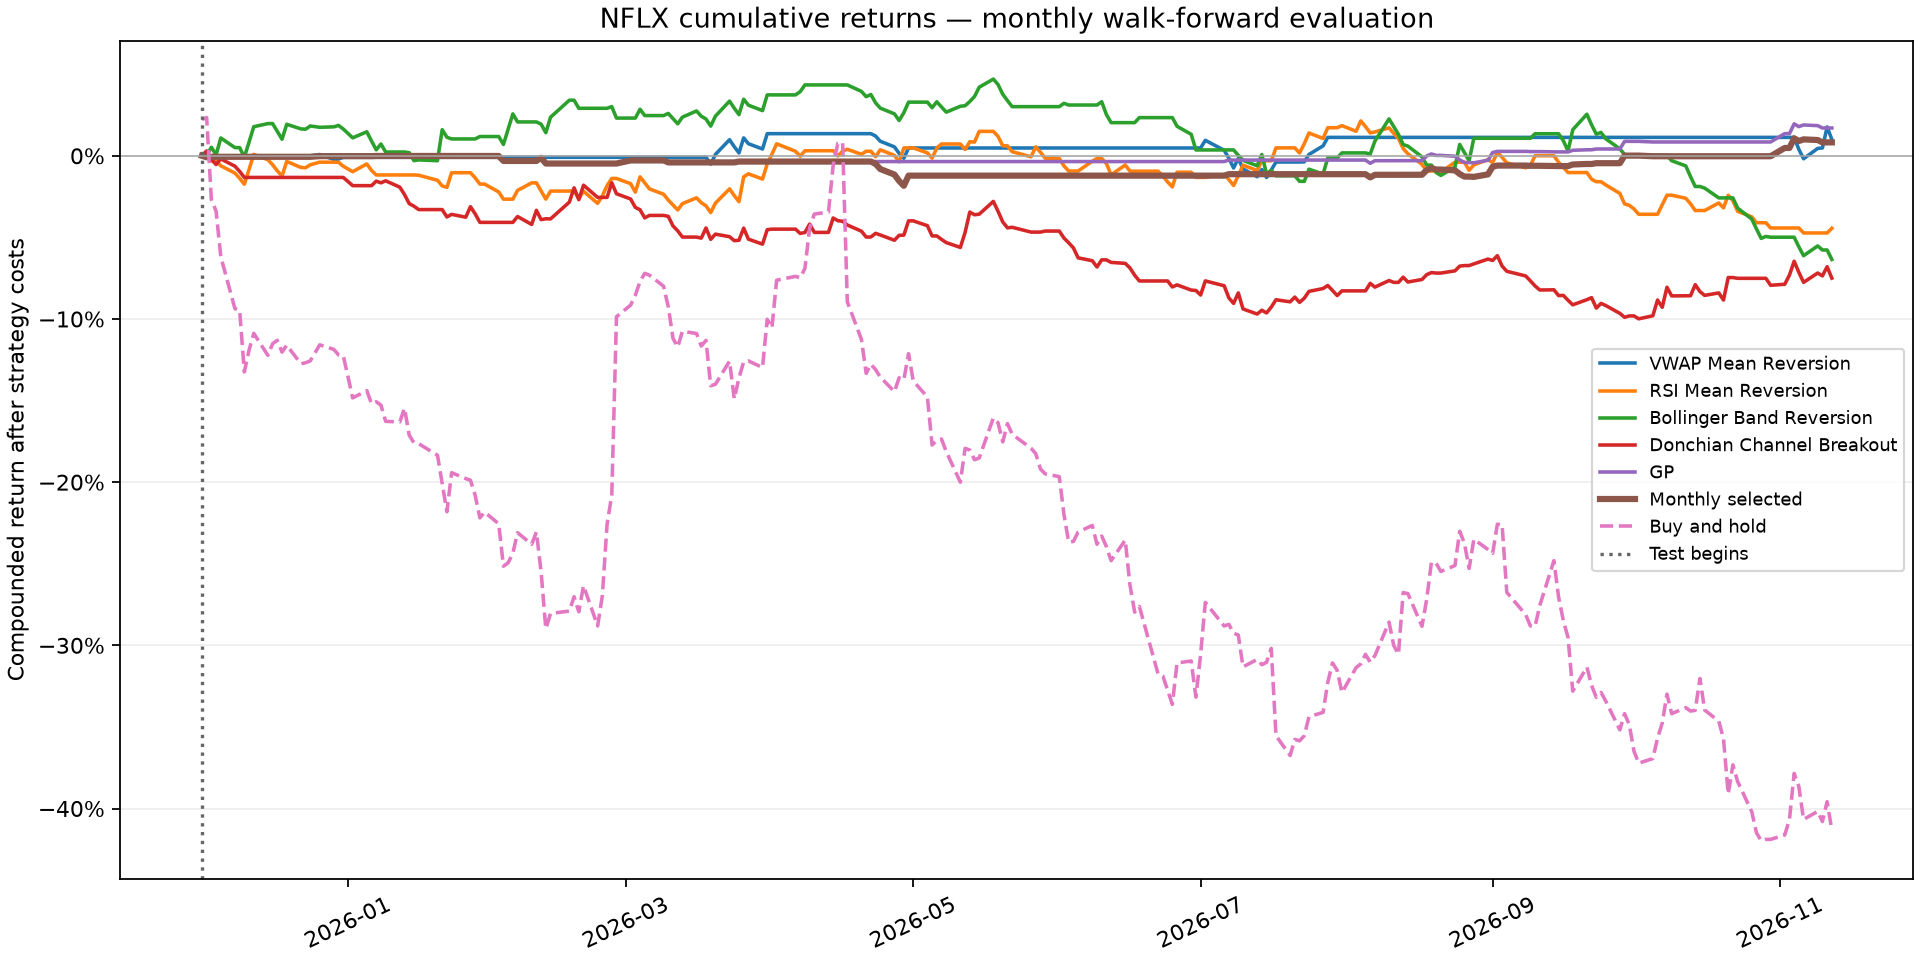 NFLX cumulative returns — monthly walk-forward evaluation
Compounded return after strategy costs
0%
−10%
−20%
−30%
−40%
VWAP Mean Reversion
RSI Mean Reversion
Bollinger Band Reversion
Donchian Channel Breakout
GP
Monthly selected
Buy and hold
Test begins
2026-01
2026-03
2026-05
2026-07
2026-09
2026-11